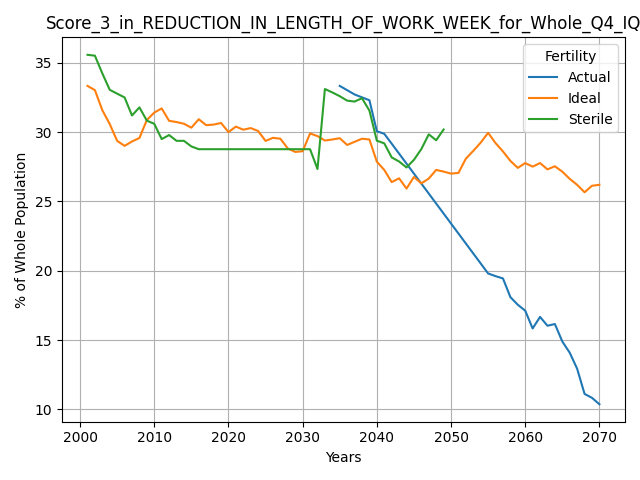 Score_3_in_REDUCTION_IN_LENGTH_OF_WORK_WEEK_for_Whole_Q4_IQ
Fertility
Actual
Ideal
Sterile
% of Whole Population
35
30
25
20
15
10
2000 2010 2020 2030 2040 2050 2060 2070
Years